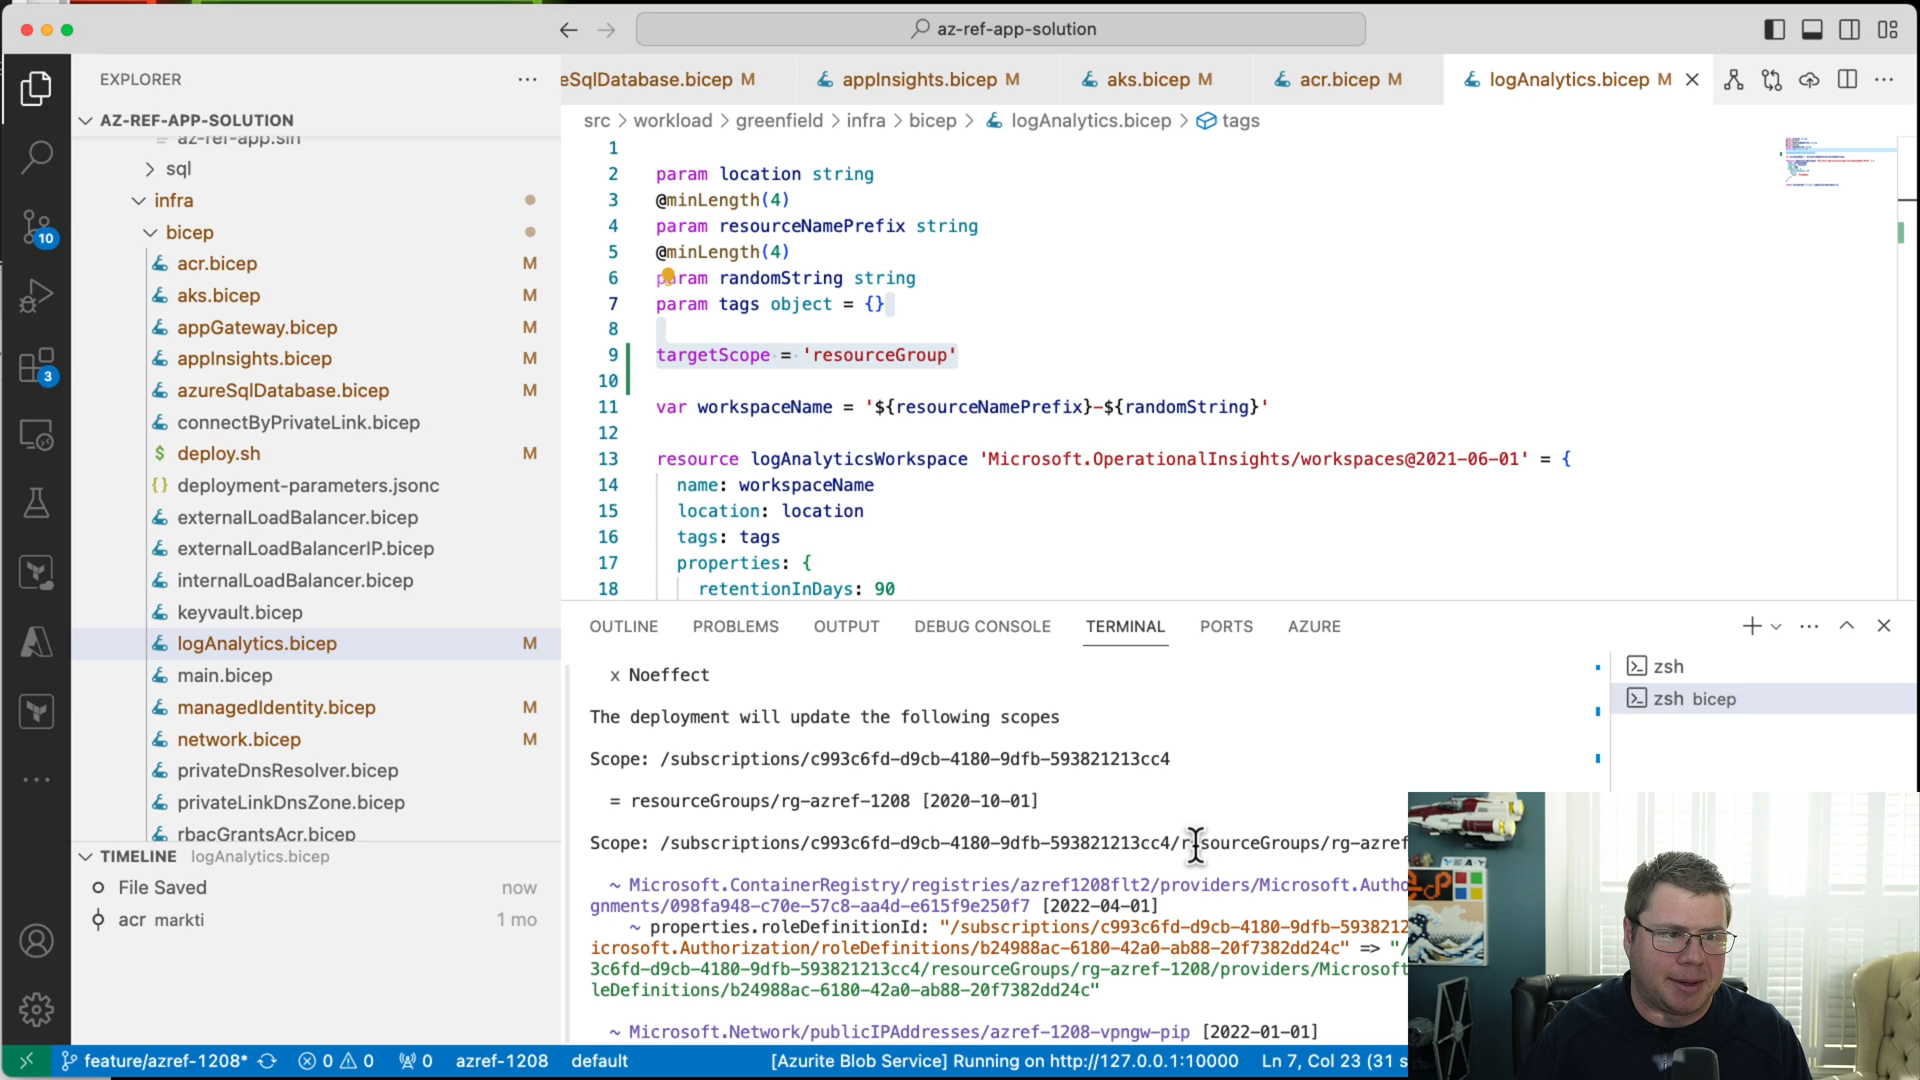 az-ref-app-solution
EXPLORER
eSqlDatabase.bicep M
appInsights.bicep M
aks.bicep M
acr.bicep M
logAnalytics.bicep M
AZ-REF-APP-SOLUTION
src > workload > greenfield > infra > bicep > logAnalytics.bicep > tags
az-ref-app.sln
sql
infra
bicep
acr.bicep M
aks.bicep M
appGateway.bicep M
appInsights.bicep M
azureSqlDatabase.bicep M
connectByPrivateLink.bicep
$ deploy.sh M
{} deployment-parameters.jsonc
externalLoadBalancer.bicep
externalLoadBalancerIP.bicep
internalLoadBalancer.bicep
keyvault.bicep
logAnalytics.bicep M
main.bicep
managedIdentity.bicep M
network.bicep M
privateDnsResolver.bicep
privateLinkDnsZone.bicep
rbacGrantsAcr.bicep
10
3
TIMELINE logAnalytics.bicep
File Saved now
acr markti 1 mo
1
2 param location string
3 @minLength(4)
4 param resourceNamePrefix string
5 @minLength(4)
6 param randomString string
7 param tags object = {}
8
9 targetScope = 'resourceGroup'
10
11 var workspaceName = '${resourceNamePrefix}-${randomString}'
12
13 resource logAnalyticsWorkspace 'Microsoft.OperationalInsights/workspaces@2021-06-01' = {
14 name: workspaceName
15 location: location
16 tags: tags
17 properties: {
18 retentionInDays: 90
OUTLINE PROBLEMS OUTPUT DEBUG CONSOLE TERMINAL PORTS AZURE
zsh
zsh bicep
x Noeffect
The deployment will update the following scopes
Scope: /subscriptions/c993c6fd-d9cb-4180-9dfb-593821213cc4
= resourceGroups/rg-azref-1208 [2020-10-01]
Scope: /subscriptions/c993c6fd-d9cb-4180-9dfb-593821213cc4/resourceGroups/rg-azref
~ Microsoft.ContainerRegistry/registries/azref1208flt2/providers/Microsoft.Autho
gnments/098fa948-c70e-57c8-aa4d-e615f9e250f7 [2022-04-01]
~ properties.roleDefinitionId: "/subscriptions/c993c6fd-d9cb-4180-9dfb-5938212
icrosoft.Authorization/roleDefinitions/b24988ac-6180-42a0-ab88-20f7382dd24c" => "/
3c6fd-d9cb-4180-9dfb-593821213cc4/resourceGroups/rg-azref-1208/providers/Microsoft
leDefinitions/b24988ac-6180-42a0-ab88-20f7382dd24c"
~ Microsoft.Network/publicIPAddresses/azref-1208-vpngw-pip [2022-01-01]
feature/azref-1208* 0 0 0 azref-1208 default [Azurite Blob Service] Running on http://127.0.0.1:10000 Ln 7, Col 23 (31 s